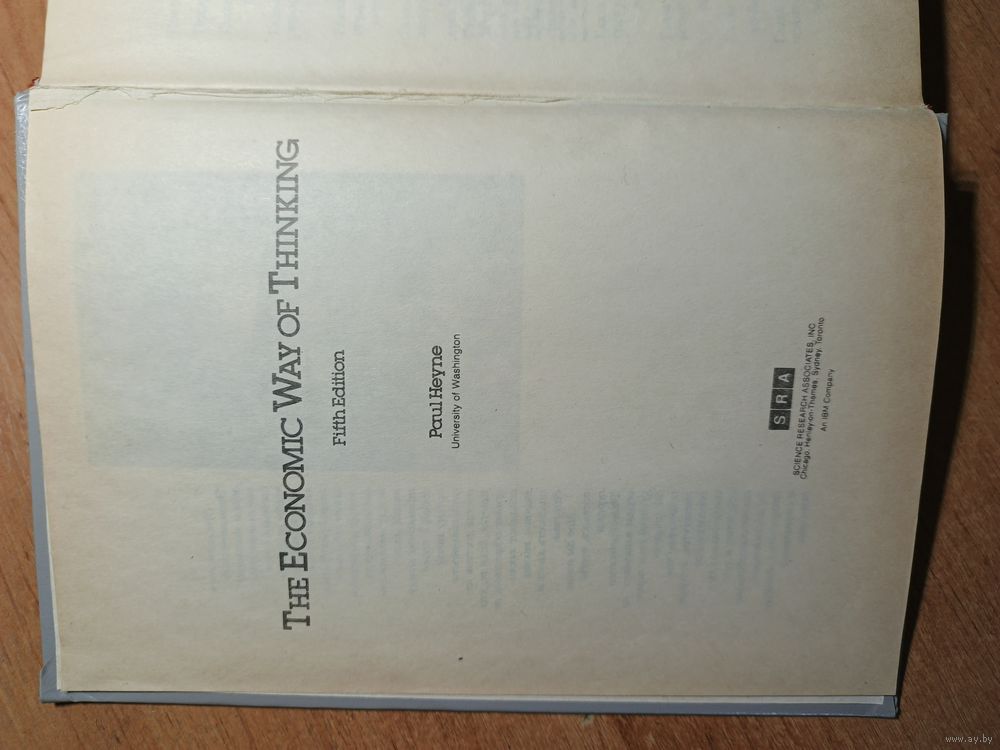 THE ECONOMIC WAY OF THINKING
Fifth Edition
Paul Heyne
University of Washington
SRA
SCIENCE RESEARCH ASSOCIATES, INC.
Chicago, Henley-on-Thames, Sydney, Toronto
An IBM Company
www.ay.by